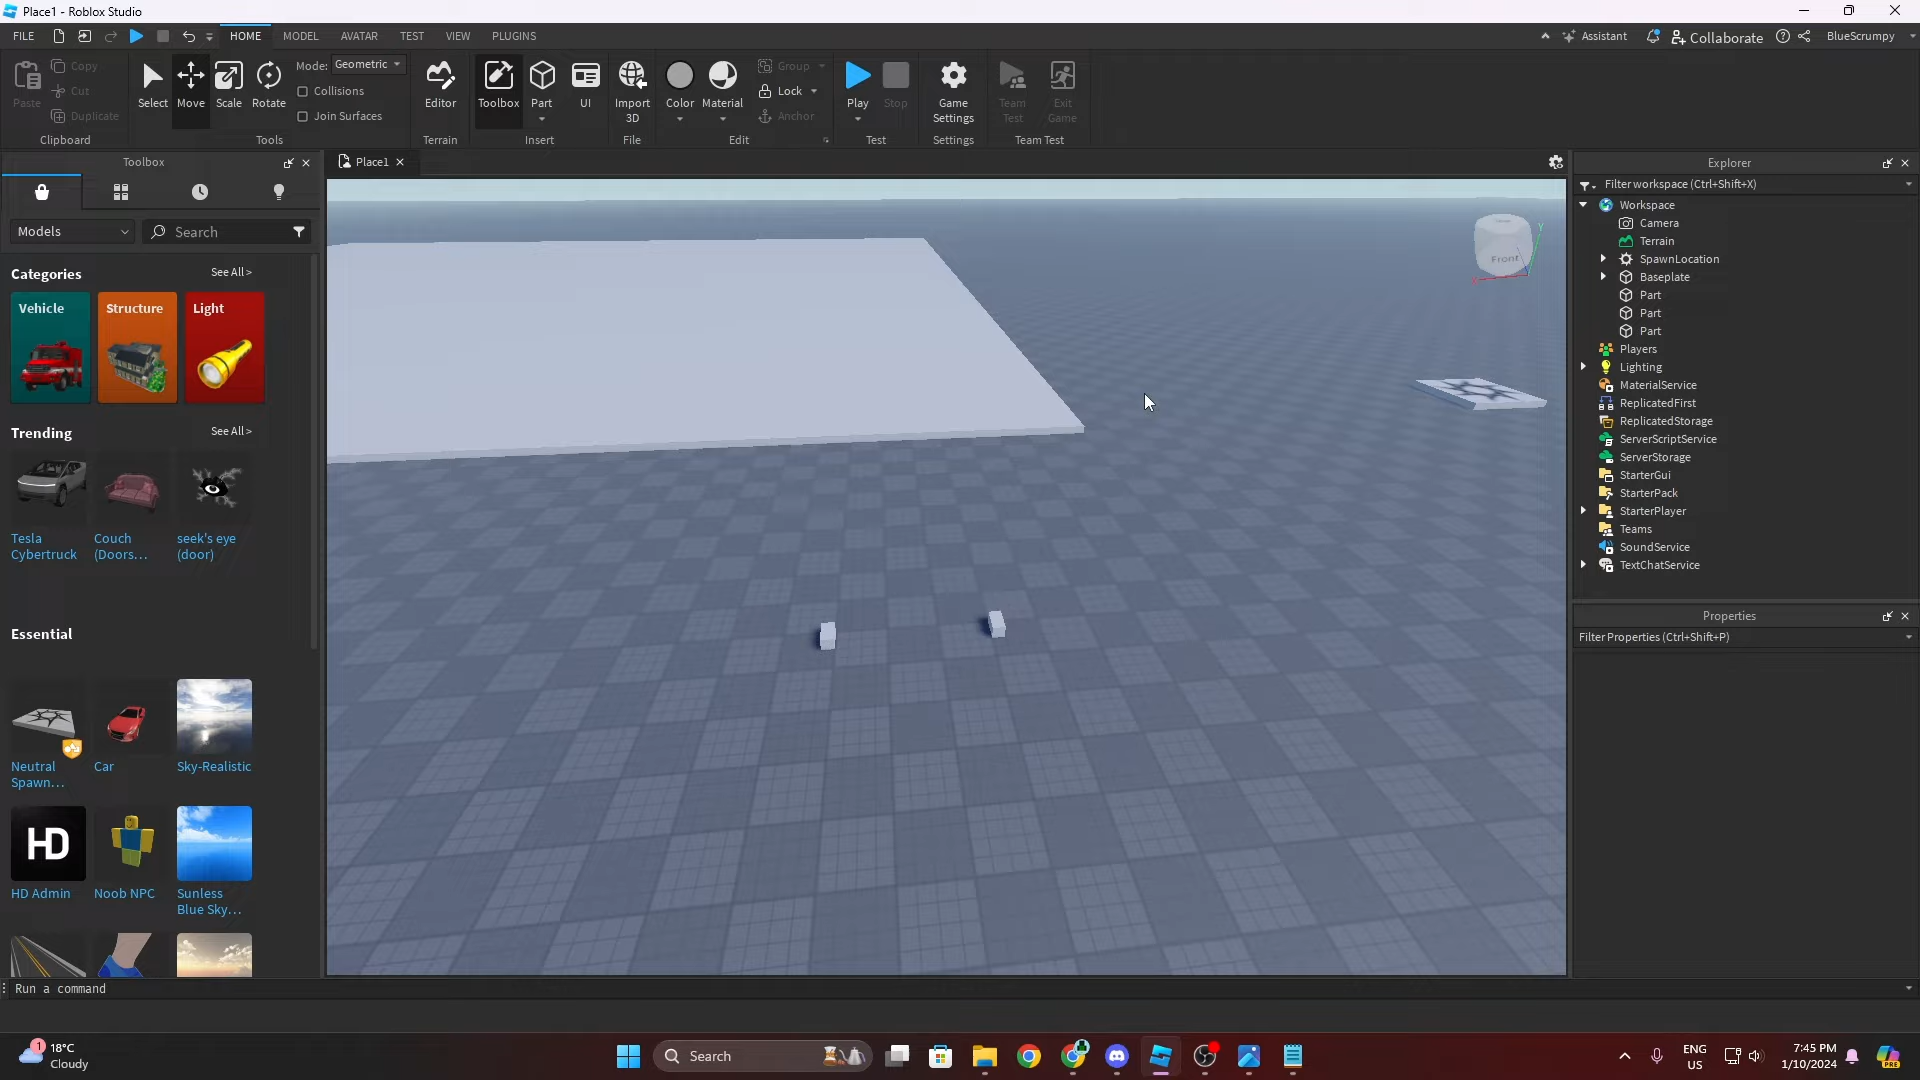 Place1 - Roblox Studio
FILE
HOME
MODEL
AVATAR
TEST
VIEW
PLUGINS
Assistant
Collaborate
BlueScrumpy
Paste
Copy
Cut
Duplicate
Clipboard
Select
Move
Scale
Rotate
Mode:
Geometric
Collisions
Join Surfaces
Tools
Editor
Terrain
Toolbox
Part
UI
Insert
Import
3D
File
Color
Material
Group
Lock
Anchor
Edit
Play
Stop
Test
Game
Settings
Settings
Team
Test
Exit
Game
Team Test
Toolbox
Place1
Explorer
Models
Search
Categories
See All >
Vehicle
Structure
Light
Trending
See All >
Tesla
Cybertruck
Couch
(Doors...
seek's eye
(door)
Essential
Neutral
Spawn...
Car
Sky-Realistic
HD
HD Admin
Noob NPC
Sunless
Blue Sky...
Front
Y
X
Filter workspace (Ctrl+Shift+X)
Workspace
Camera
Terrain
SpawnLocation
Baseplate
Part
Part
Part
Players
Lighting
MaterialService
ReplicatedFirst
ReplicatedStorage
ServerScriptService
ServerStorage
StarterGui
StarterPack
StarterPlayer
Teams
SoundService
TextChatService
Properties
Filter Properties (Ctrl+Shift+P)
Run a command
1
18°C
Cloudy
Search
ENG
US
7:45 PM
1/10/2024
PRE